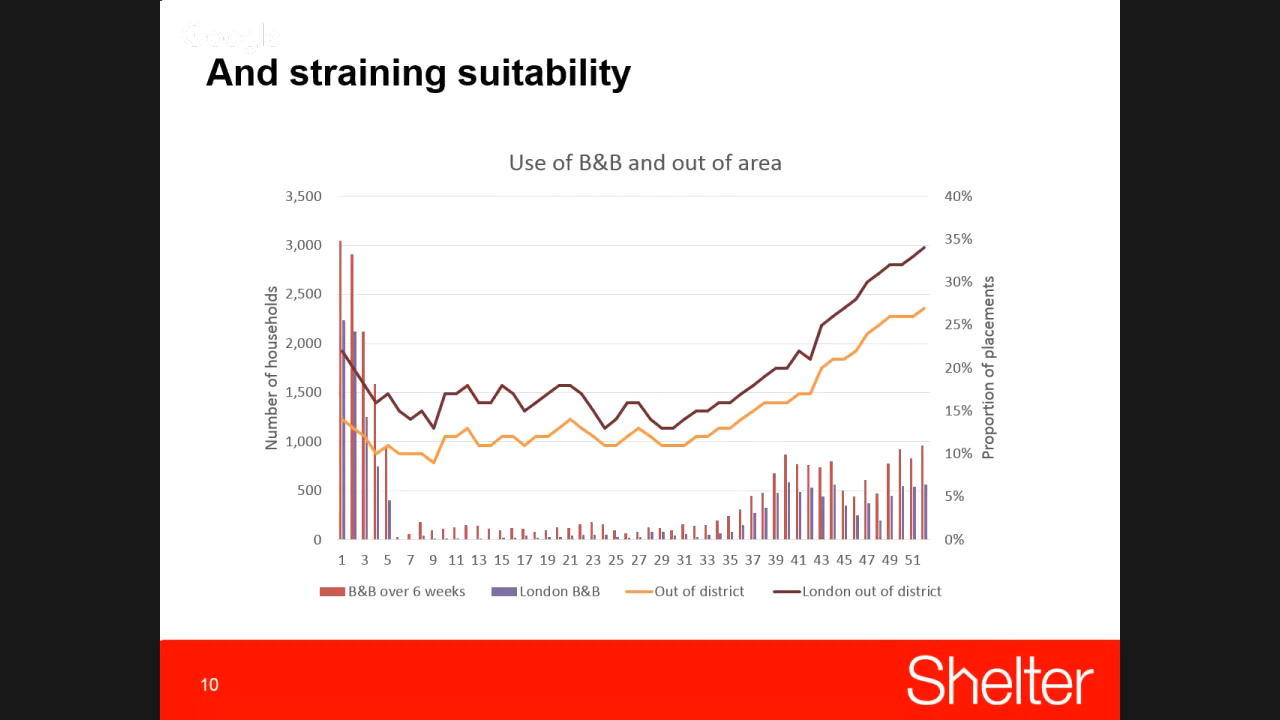 Google
And straining suitability
Use of B&B and out of area
3,500
3,000
2,500
2,000
1,500
1,000
500
0
Number of households
40%
35%
30%
25%
20%
15%
10%
5%
0%
Proportion of placements
1 3 5 7 9 11 13 15 17 19 21 23 25 27 29 31 33 35 37 39 41 43 45 47 49 51
B&B over 6 weeks London B&B Out of district London out of district
10
Shelter